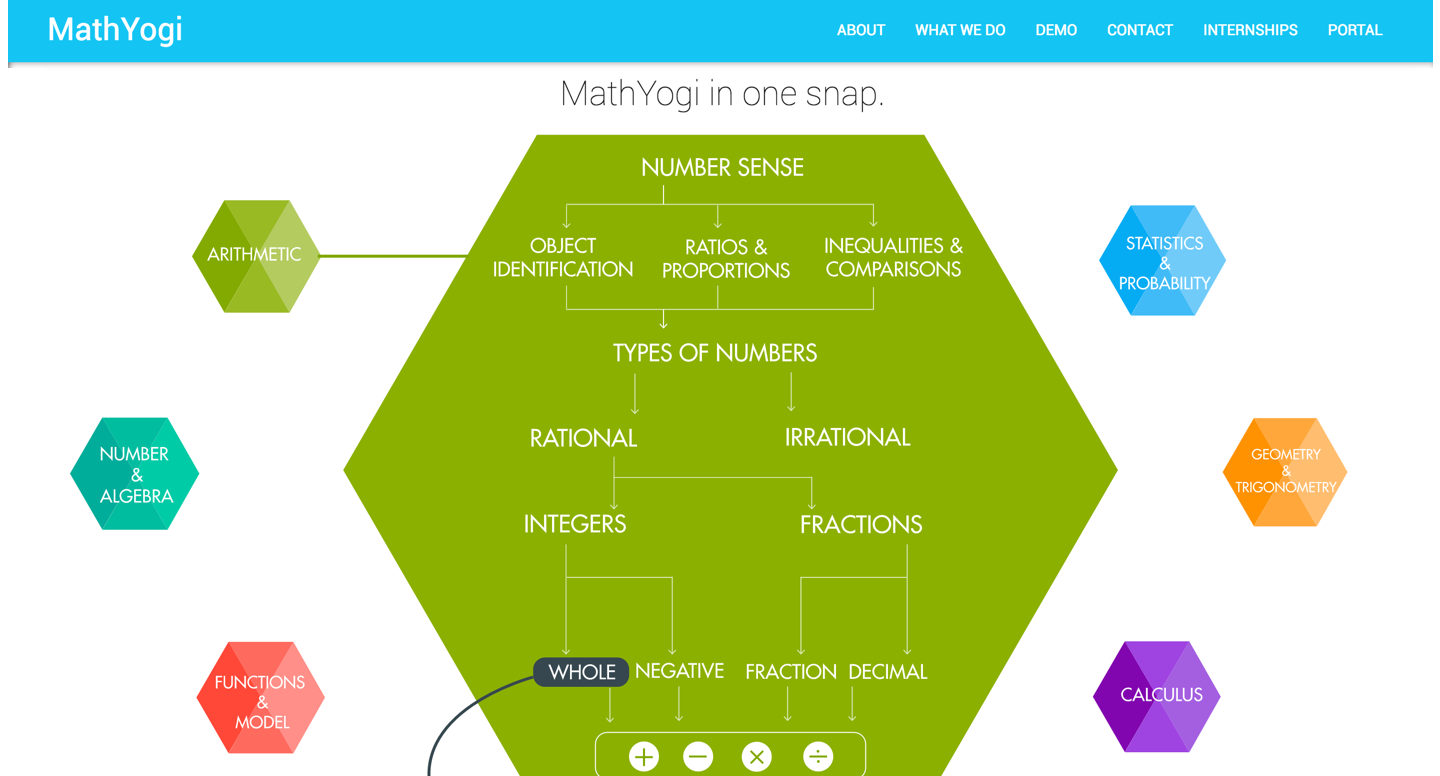 MathYogi
ABOUT WHAT WE DO DEMO CONTACT INTERNSHIPS PORTAL
MathYogi in one snap.
NUMBER SENSE
OBJECT
IDENTIFICATION
RATIOS &
PROPORTIONS
INEQUALITIES &
COMPARISONS
TYPES OF NUMBERS
RATIONAL
IRRATIONAL
INTEGERS
FRACTIONS
WHOLE
NEGATIVE
FRACTION
DECIMAL
+ − × ÷
ARITHMETIC
NUMBER
&
ALGEBRA
FUNCTIONS
&
MODEL
STATISTICS
&
PROBABILITY
GEOMETRY
&
TRIGONOMETRY
CALCULUS